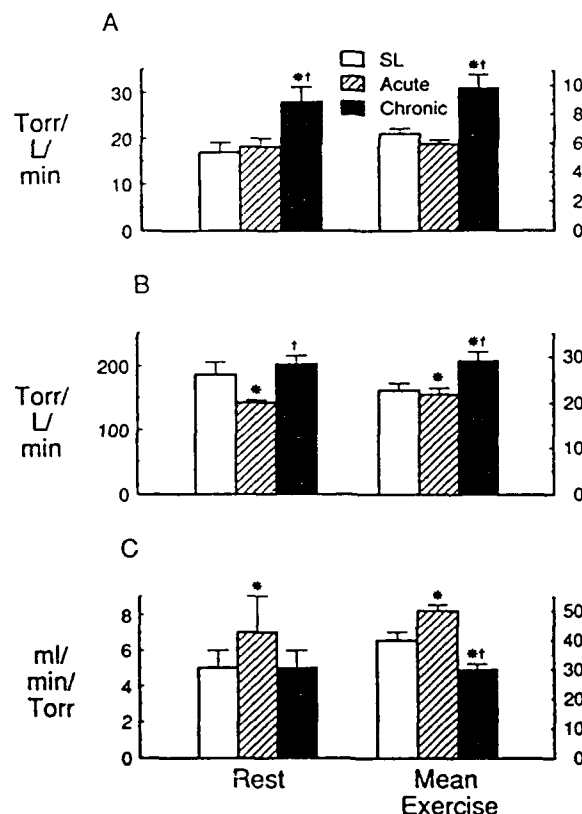 A
SL
Acute
Chronic
Torr/
L/
min
30
20
10
0
*†
*†
10
8
6
4
2
0
B
Torr/
L/
min
200
100
0
*
†
*
*†
30
20
10
0
C
ml/
min/
Torr
8
6
4
2
0
*
*
*†
50
40
30
20
10
0
Rest
Mean
Exercise